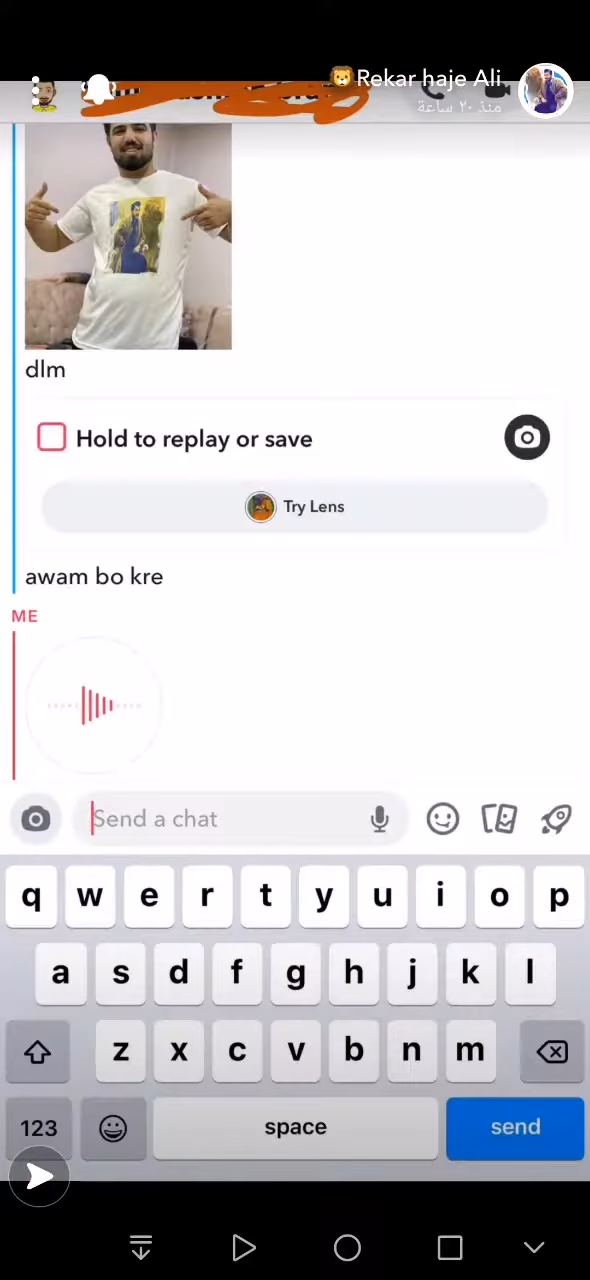 Rekar haje Ali
منذ ٢٠ ساعة
dlm
Hold to replay or save
Try Lens
awam bo kre
ME
Send a chat
q w e r t y u i o p
a s d f g h j k l
z x c v b n m
123 space send